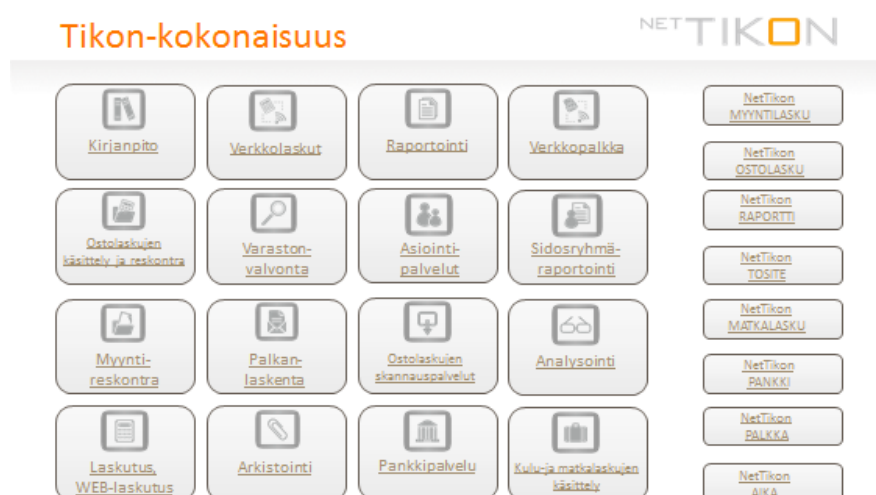 Tikon-kokonaisuus
NETTIKON
Kirjanpito
Verkkolaskut
Raportointi
Verkkopalkka
Ostolaskujen
käsittely ja reskontra
Varaston-
valvonta
Asiointi-
palvelut
Sidosryhmä-
raportointi
Myynti-
reskontra
Palkan-
laskenta
Ostolaskujen
skannauspalvelut
Analysointi
Laskutus,
WEB-laskutus
Arkistointi
Pankkipalvelu
Kulu-ja matkalaskujen
käsittely
NetTikon
MYYNTILASKU
NetTikon
OSTOLASKU
NetTikon
RAPORTTI
NetTikon
TOSITE
NetTikon
MATKALASKU
NetTikon
PANKKI
NetTikon
PALKKA
NetTikon
AIKA